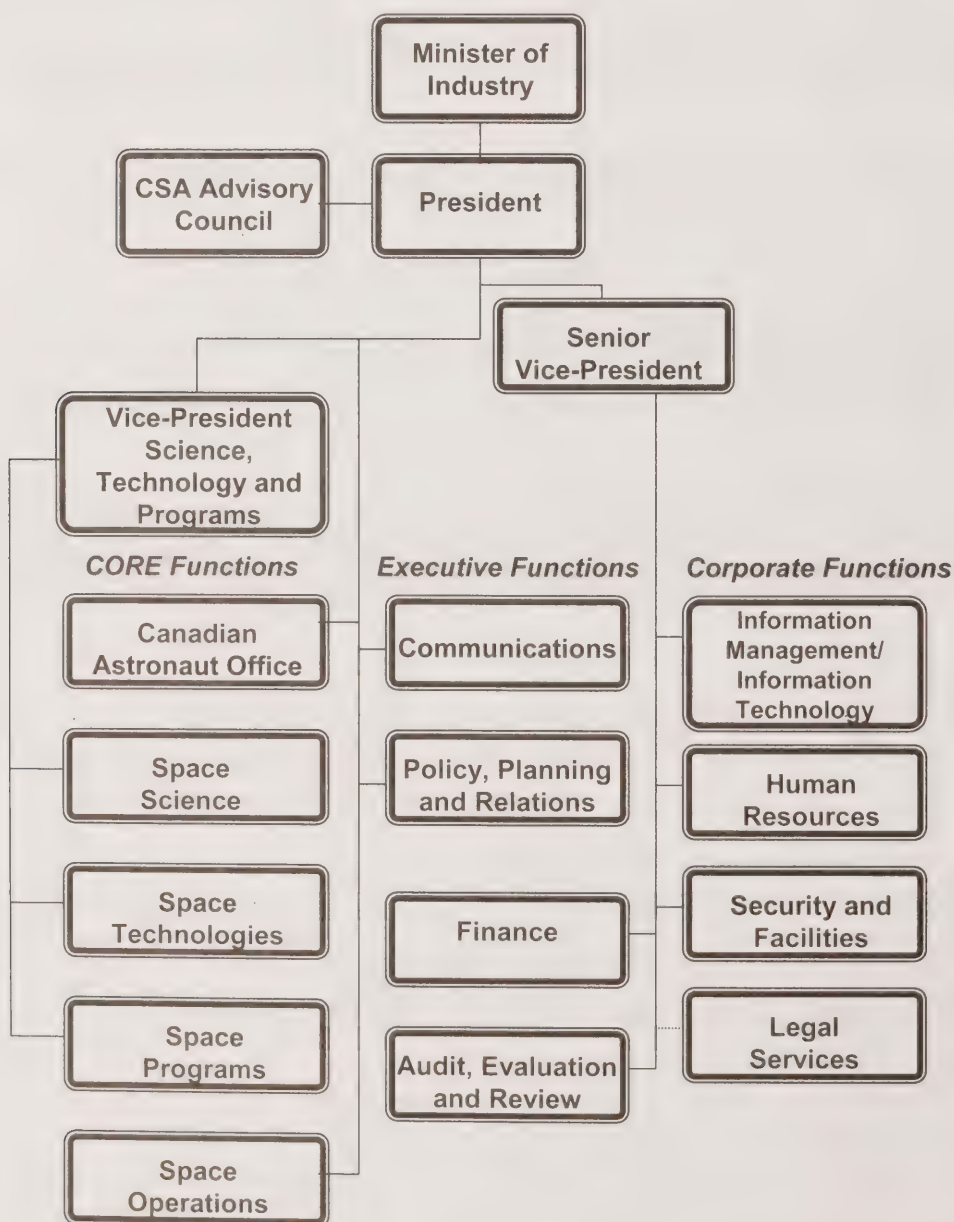 Minister of
Industry
CSA Advisory
Council
President
Senior
Vice-President
Vice-President
Science,
Technology and
Programs
CORE Functions
Executive Functions
Corporate Functions
Canadian
Astronaut Office
Communications
Information
Management/
Information
Technology
Space
Science
Policy, Planning
and Relations
Human
Resources
Space
Technologies
Finance
Security and
Facilities
Space
Programs
Audit, Evaluation
and Review
Legal
Services
Space
Operations